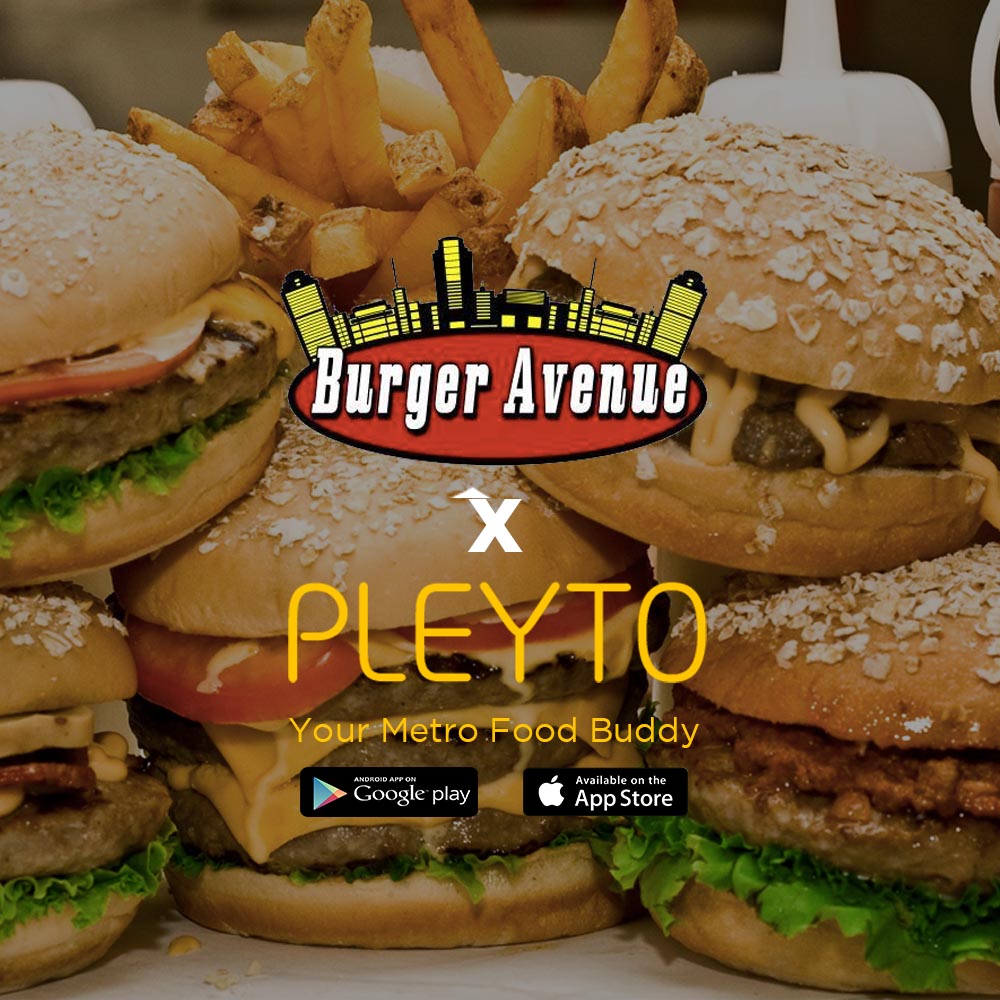 Burger Avenue
X
PLEYTO
Your Metro Food Buddy
ANDROID APP ON
Google play
Available on the
App Store